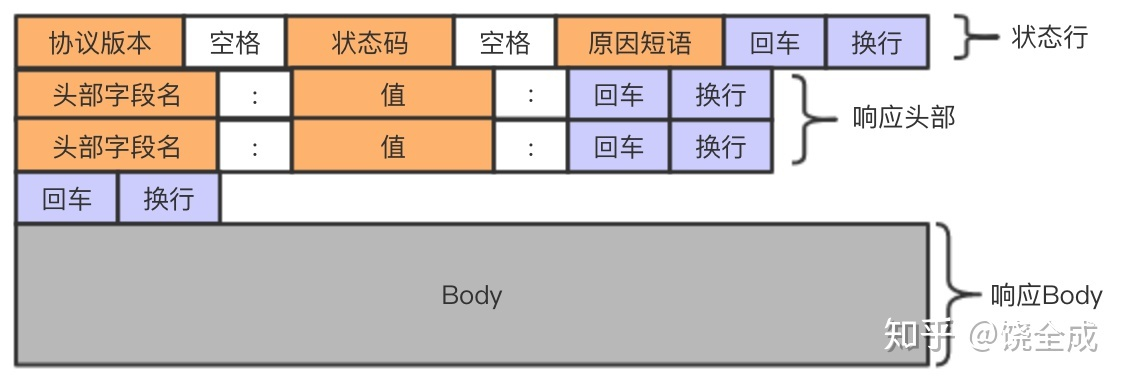 协议版本 空格 状态码 空格 原因短语 回车 换行 状态行
头部字段名 : 值 : 回车 换行
响应头部
头部字段名 : 值 : 回车 换行
回车 换行
Body
响应Body
知乎 @饶全成